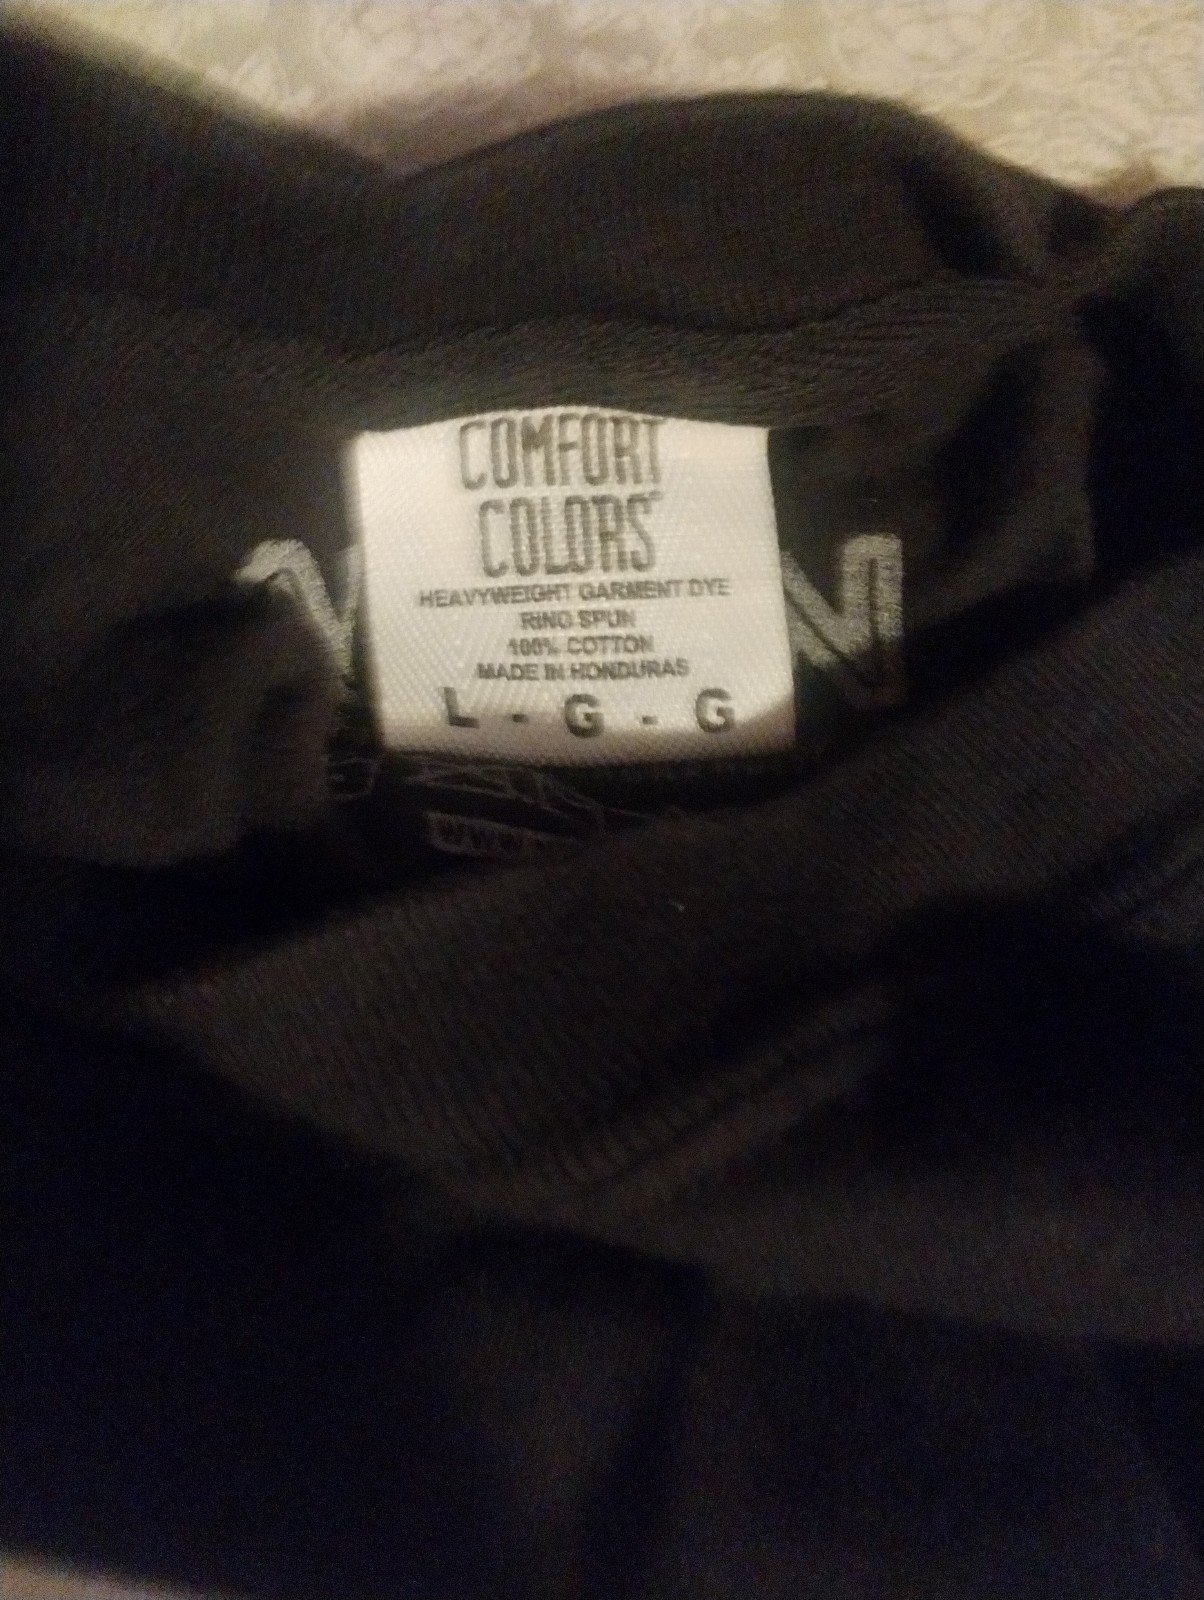 COMFORT
COLORS
HEAVYWEIGHT GARMENT DYE
RING SPUN
100% COTTON
MADE IN HONDURAS
L - G - G